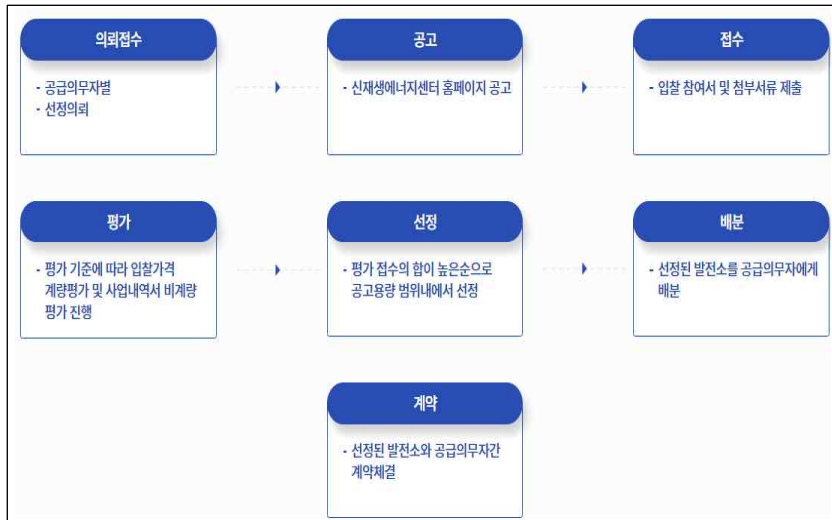 의뢰접수
- 공급의무자별
- 선정의뢰
공고
- 신재생에너지센터 홈페이지 공고
접수
- 입찰 참여서 및 첨부서류 제출
평가
- 평가 기준에 따라 입찰가격
계량평가 및 사업내역서 비계량
평가 진행
선정
- 평가 접수의 합이 높은순으로
공고용량 범위내에서 선정
배분
- 선정된 발전소를 공급의무자에게
배분
계약
- 선정된 발전소와 공급의무자간
계약체결